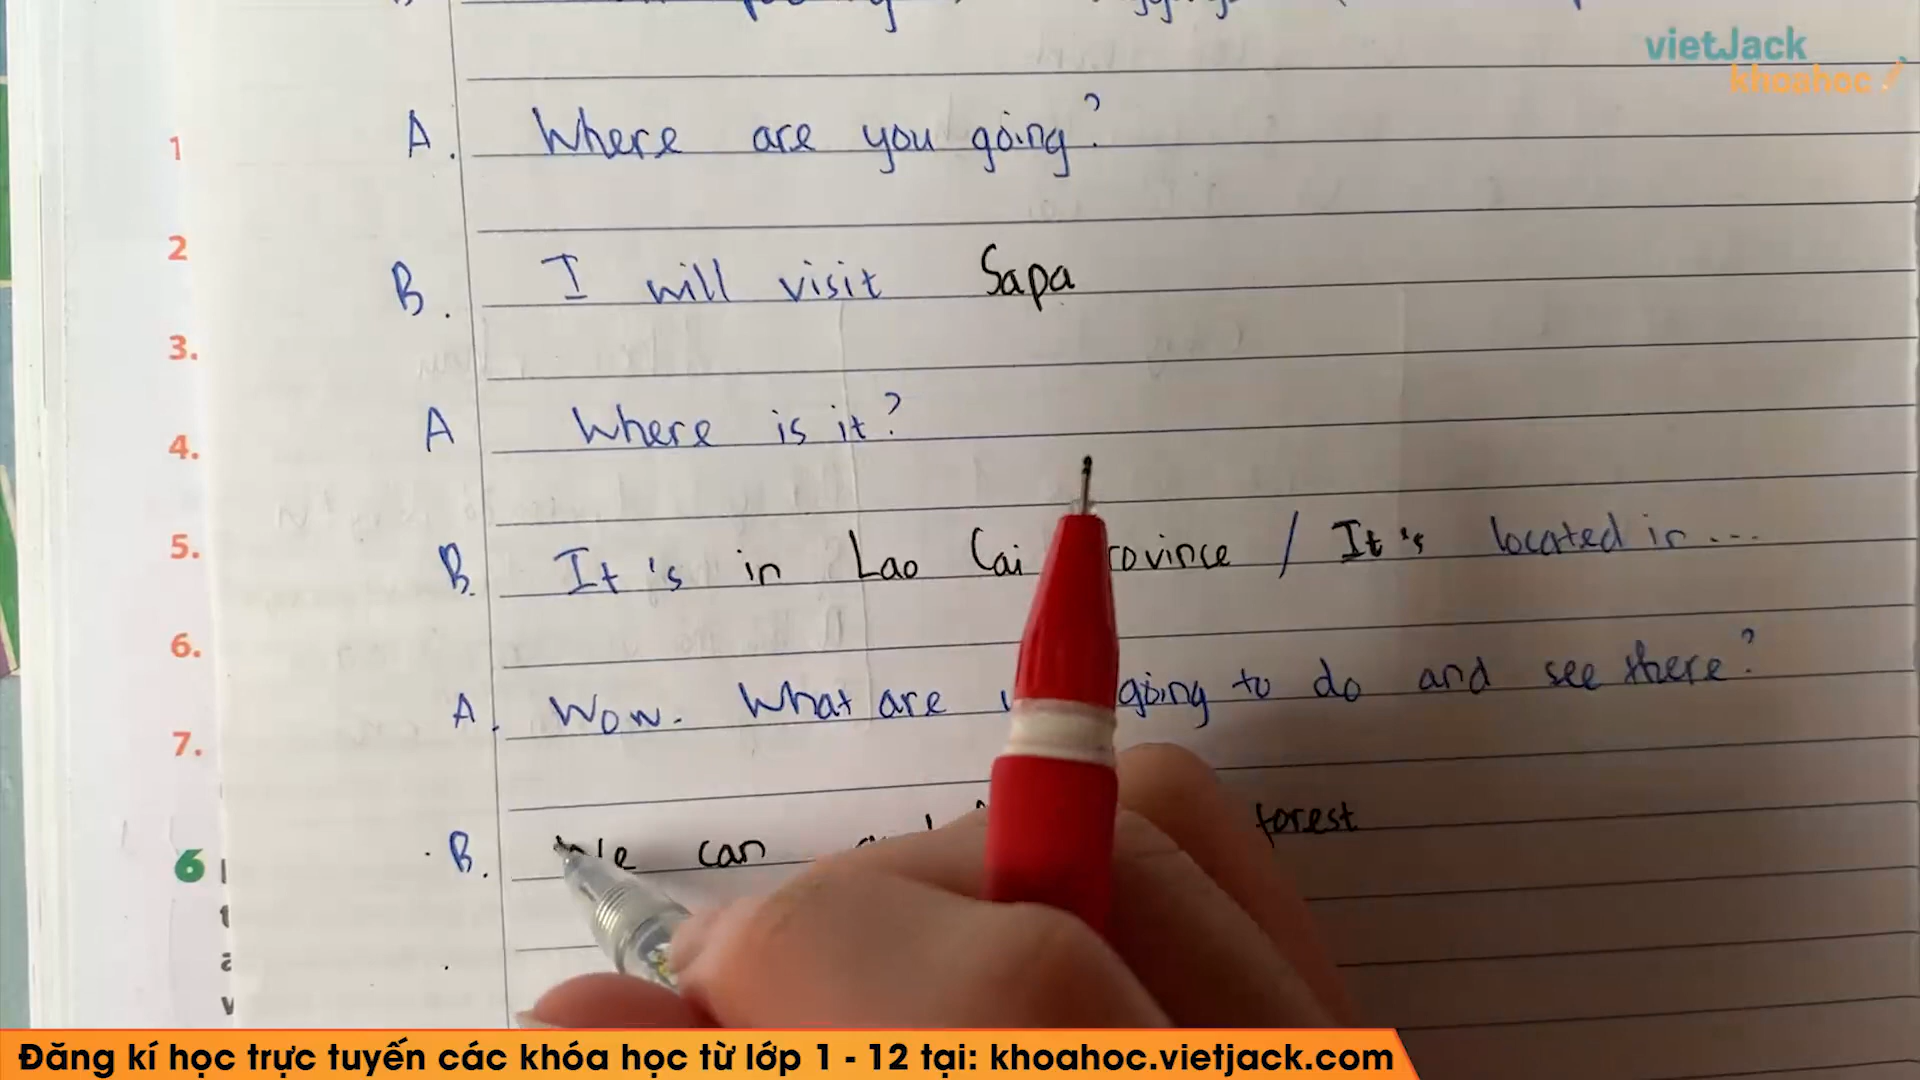 vietJack
khoahoc
1
A. Where are you going?
2
B. I will visit Sapa
3.
A Where is it?
4.
5.
B. It's in Lao Cai / It's located in ...
6.
A. Wow. What are going to do and see there?
7.
B. We can forest
6
Đăng kí học trực tuyến các khóa học từ lớp 1 - 12 tại: khoahoc.vietjack.com